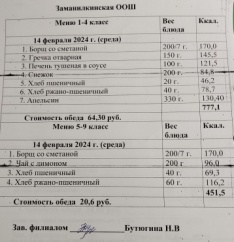 Заманилкинская ООШ
Меню 1-4 класс Вес блюда Ккал.
14 февраля 2024 г. (среда)
1. Борщ со сметаной 200/7 г. 170,0
2. Гречка отварная 150 г. 145,5
3. Печень тушеная в соусе 100 г. 121,5
4. Снежок 200 г. 84,8
5. Хлеб пшеничный 20 г. 46,2
6. Хлеб ржано-пшеничный 40 г. 78,7
7. Апельсин 330 г. 130,40
777,1
Стоимость обеда 64,30 руб.
Меню 5-9 класс Вес блюда Ккал.
14 февраля 2024 г. (среда)
1. Борщ со сметаной 200/7 г. 170,0
2. Чай с лимоном 200 г. 96,0
3. Хлеб пшеничный 40 г. 69,3
4. Хлеб ржано-пшеничный 60 г. 116,2
451,5
Стоимость обеда 20,6 руб.
Зав. филиалом Бутюгина Н.В